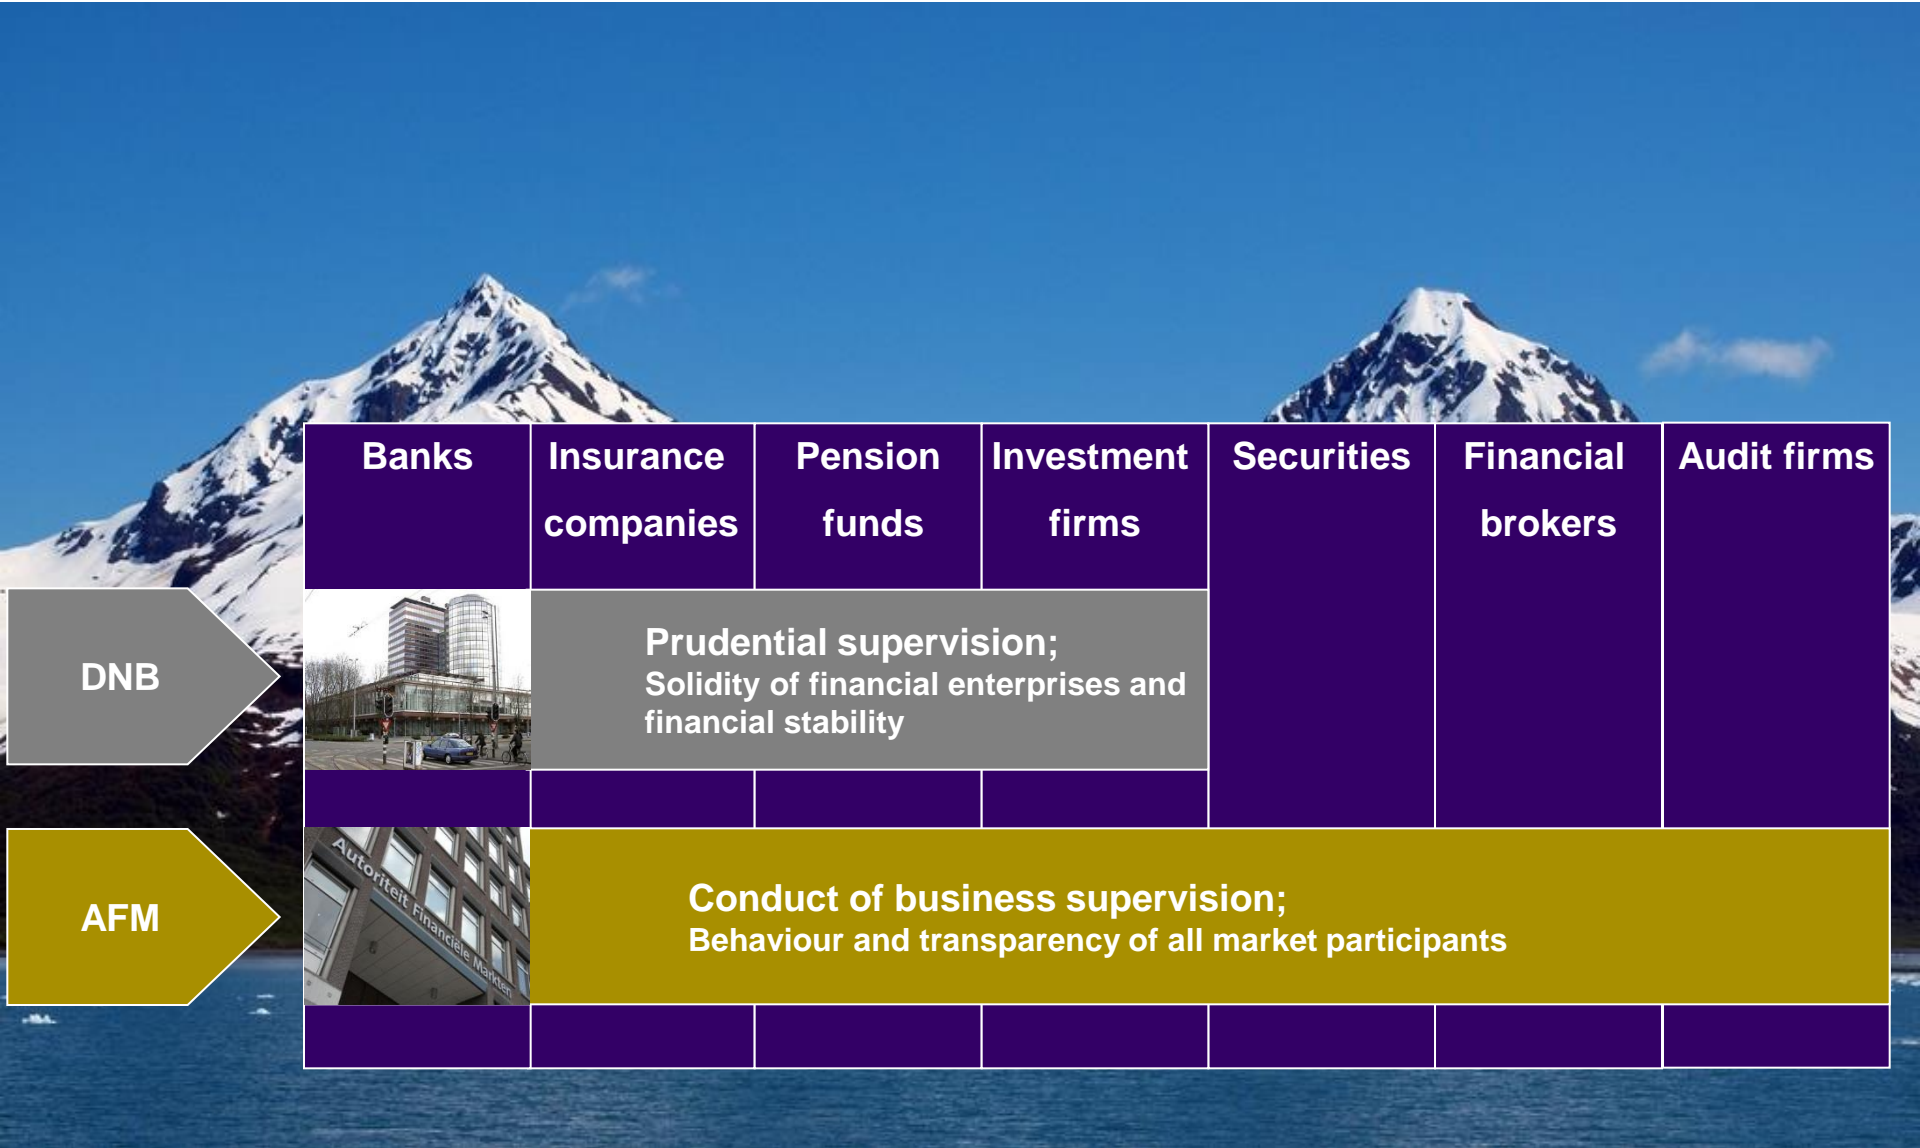 Banks
Insurance
companies
Pension
funds
Investment
firms
Securities
Financial
brokers
Audit firms
DNB
Prudential supervision;
Solidity of financial enterprises and
financial stability
AFM
Autoriteit Financiële Markten
Conduct of business supervision;
Behaviour and transparency of all market participants